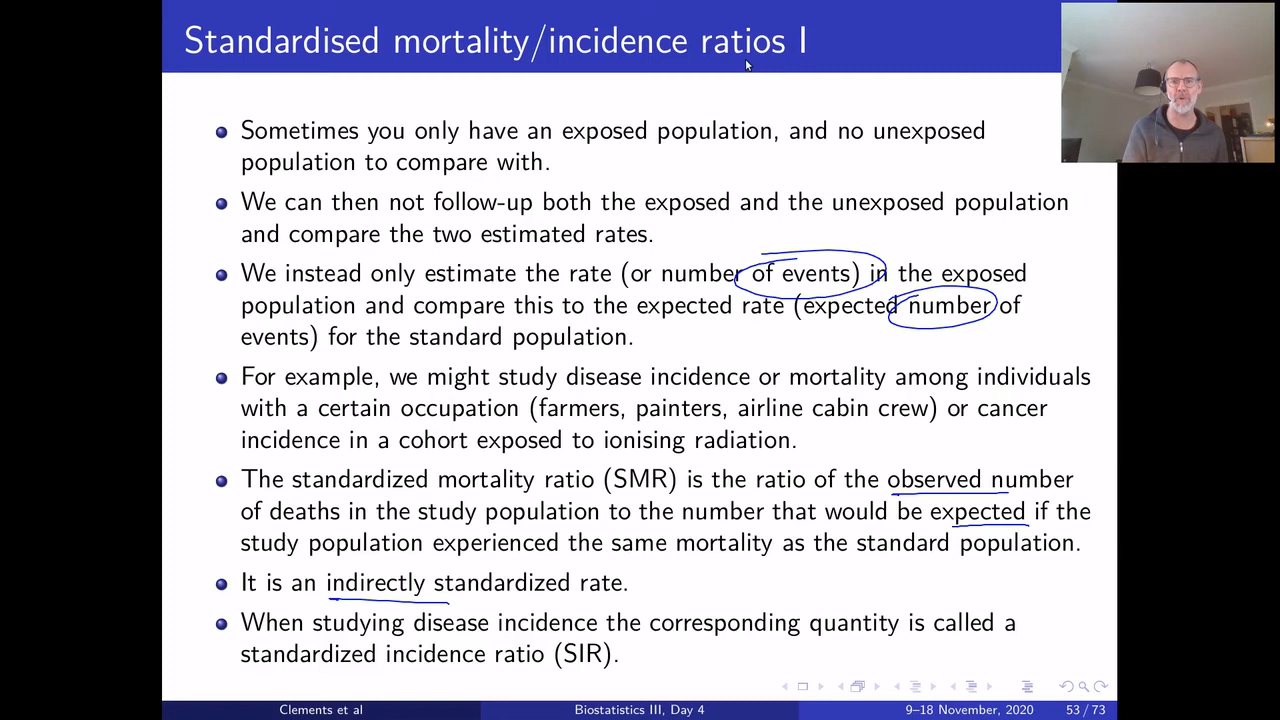 Standardised mortality/incidence ratios I
Sometimes you only have an exposed population, and no unexposed
population to compare with.
We can then not follow-up both the exposed and the unexposed population
and compare the two estimated rates.
We instead only estimate the rate (or number of events) in the exposed
population and compare this to the expected rate (expected number of
events) for the standard population.
For example, we might study disease incidence or mortality among individuals
with a certain occupation (farmers, painters, airline cabin crew) or cancer
incidence in a cohort exposed to ionising radiation.
The standardized mortality ratio (SMR) is the ratio of the observed number
of deaths in the study population to the number that would be expected if the
study population experienced the same mortality as the standard population.
It is an indirectly standardized rate.
When studying disease incidence the corresponding quantity is called a
standardized incidence ratio (SIR).
Clements et al
Biostatistics III, Day 4
9–18 November, 2020
53 / 73